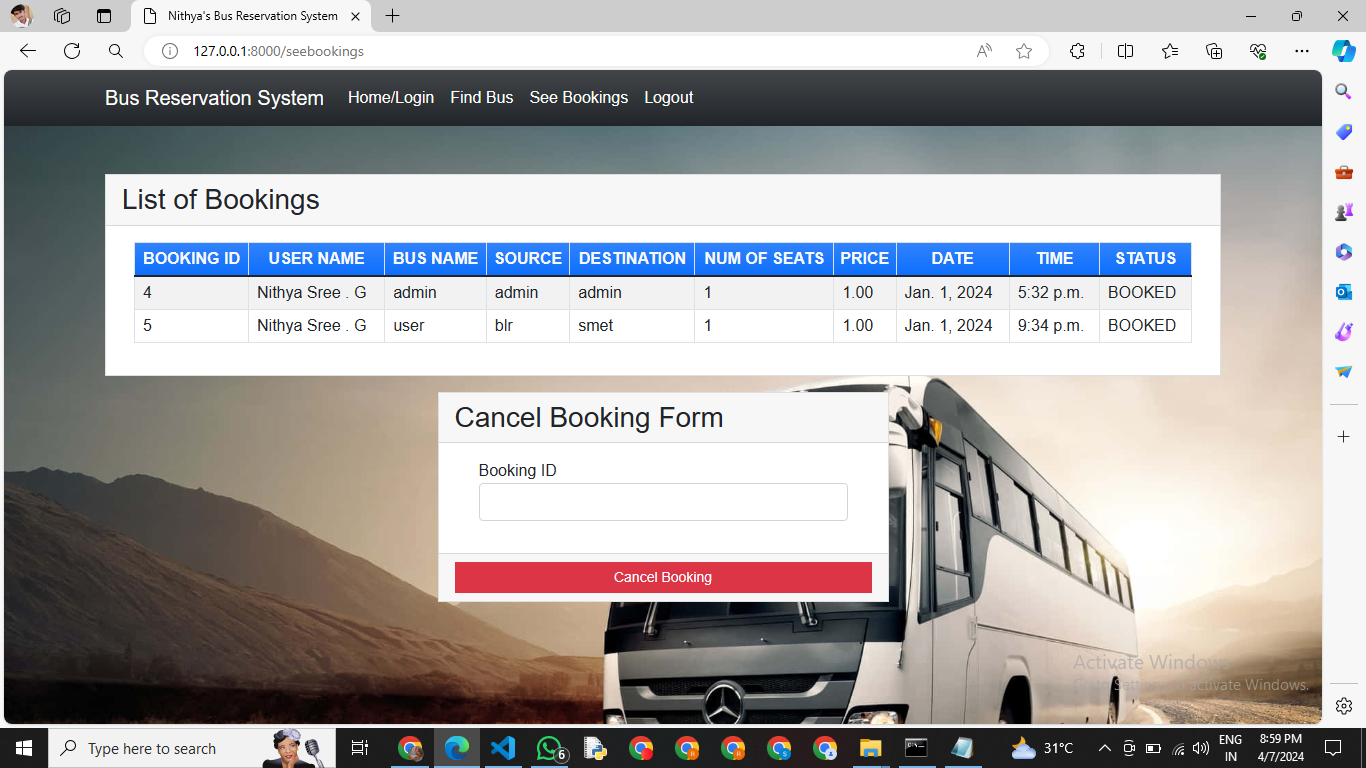 Nithya's Bus Reservation System
127.0.0.1:8000/seebookings
Bus Reservation System Home/Login Find Bus See Bookings Logout
List of Bookings
BOOKING ID USER NAME BUS NAME SOURCE DESTINATION NUM OF SEATS PRICE DATE TIME STATUS
4 Nithya Sree . G admin admin admin 1 1.00 Jan. 1, 2024 5:32 p.m. BOOKED
5 Nithya Sree . G user blr smet 1 1.00 Jan. 1, 2024 9:34 p.m. BOOKED
Cancel Booking Form
Booking ID
Cancel Booking
Activate Windows
Go to Settings to activate Windows.
Type here to search
6
31°C
ENG
IN
8:59 PM
4/7/2024